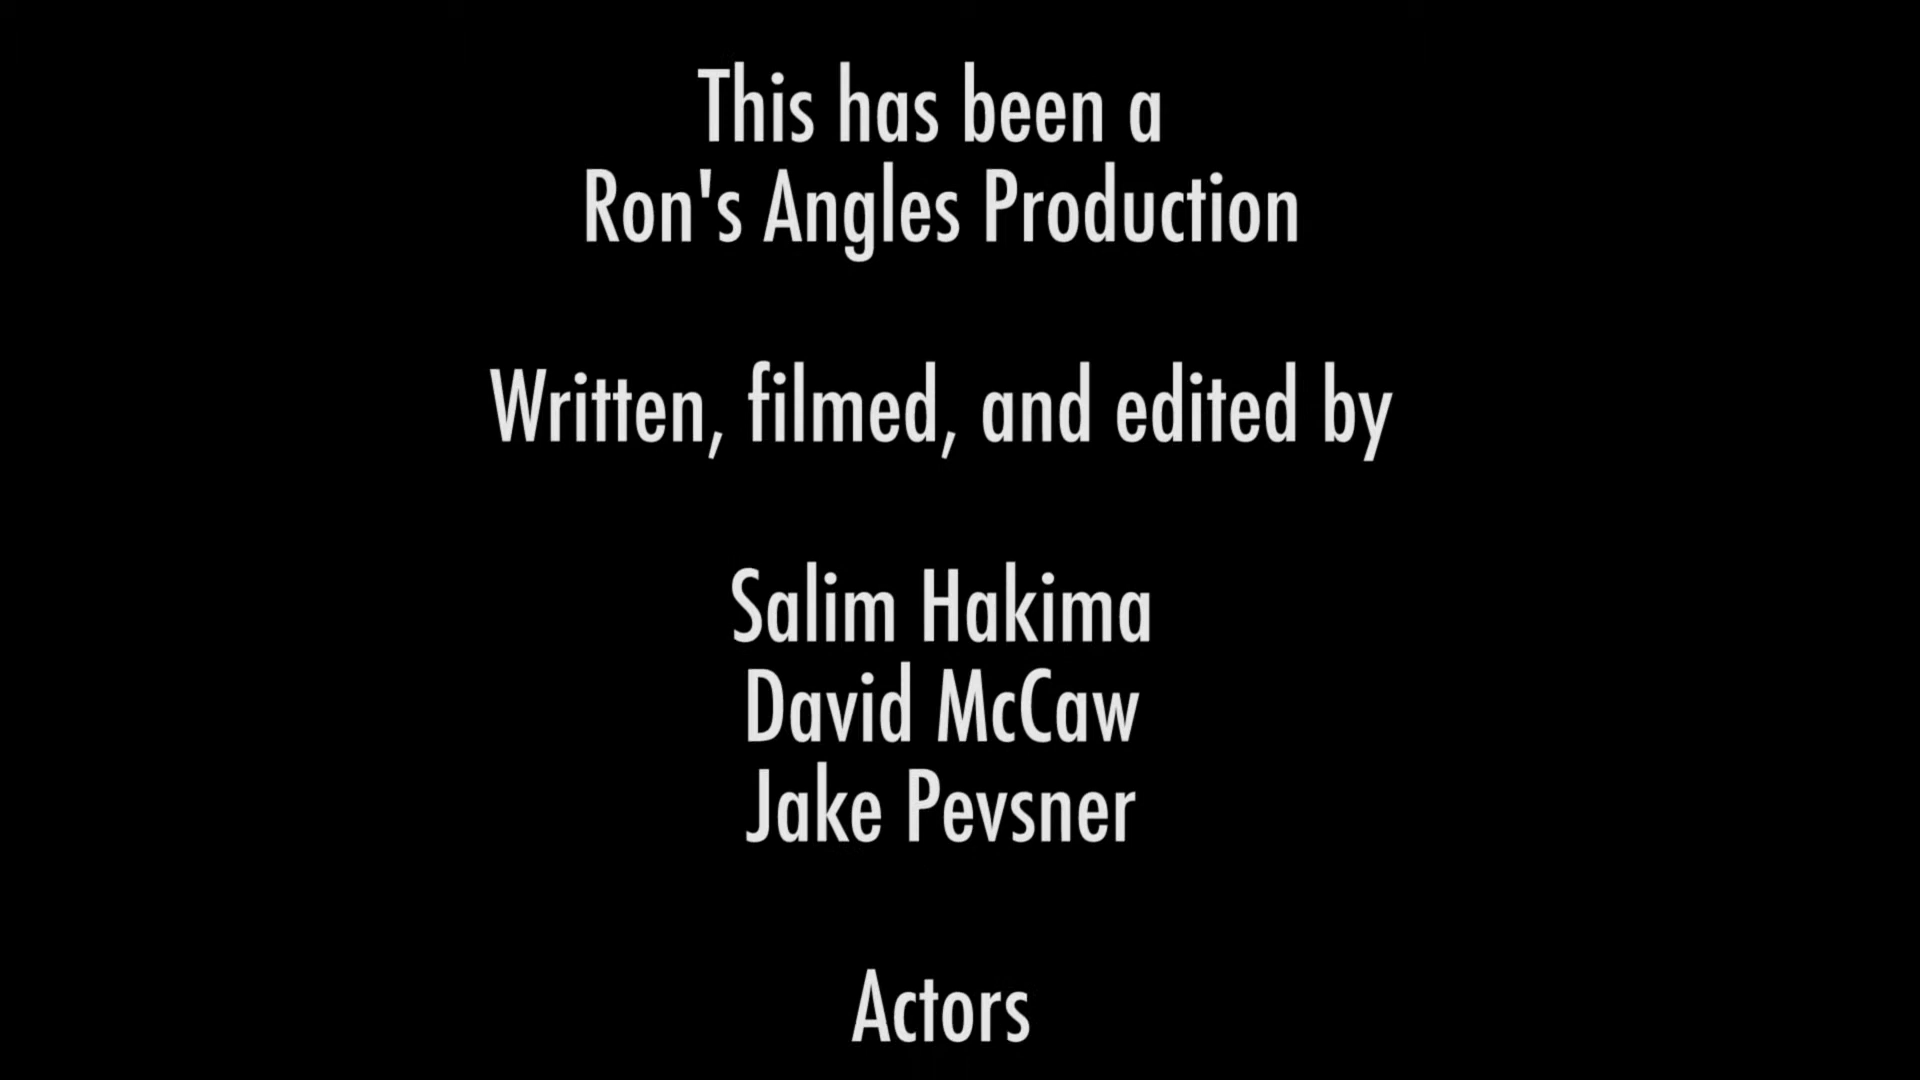 This has been a
Ron's Angles Production
Written, filmed, and edited by
Salim Hakima
David McCaw
Jake Pevsner
Actors